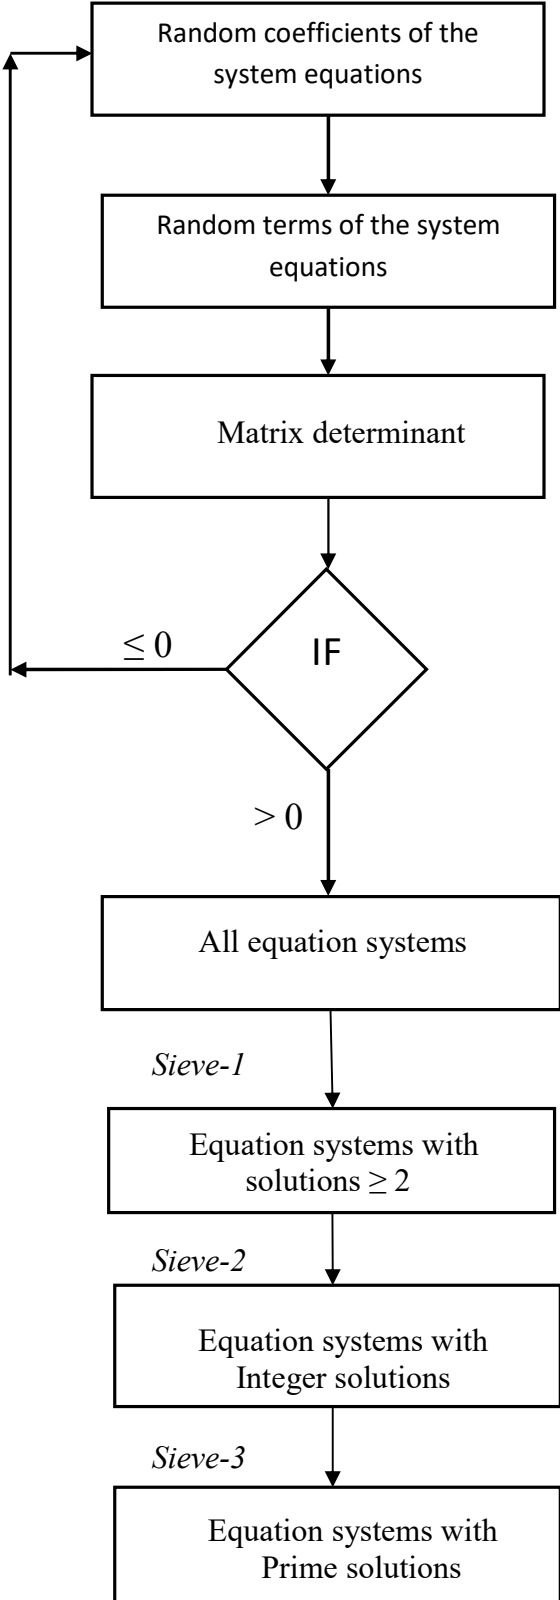 Random coefficients of the
system equations
Random terms of the system
equations
Matrix determinant
≤ 0
IF
> 0
All equation systems
Sieve-1
Equation systems with
solutions ≥ 2
Sieve-2
Equation systems with
Integer solutions
Sieve-3
Equation systems with
Prime solutions